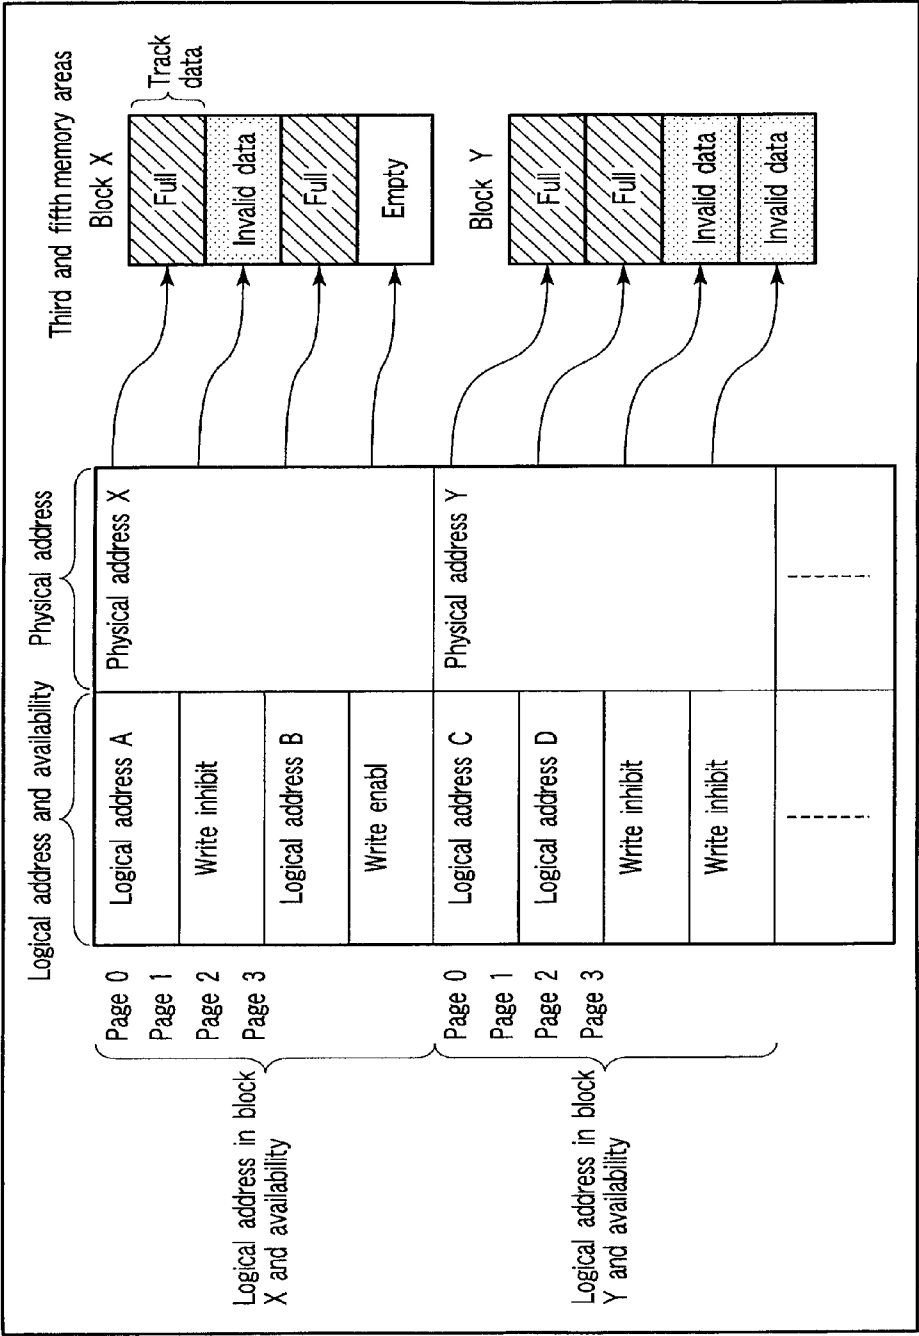 Logical address and availability
Physical address
Third and fifth memory areas
Page 0
Page 1
Page 2
Page 3
Logical address in block
X and availability
Logical address A
Write inhibit
Logical address B
Write enabl
Physical address X
Block X
Full
Invalid data
Full
Empty
Track
data
Page 0
Page 1
Page 2
Page 3
Logical address in block
Y and availability
Logical address C
Logical address D
Write inhibit
Write inhibit
Physical address Y
Block Y
Full
Full
Invalid data
Invalid data